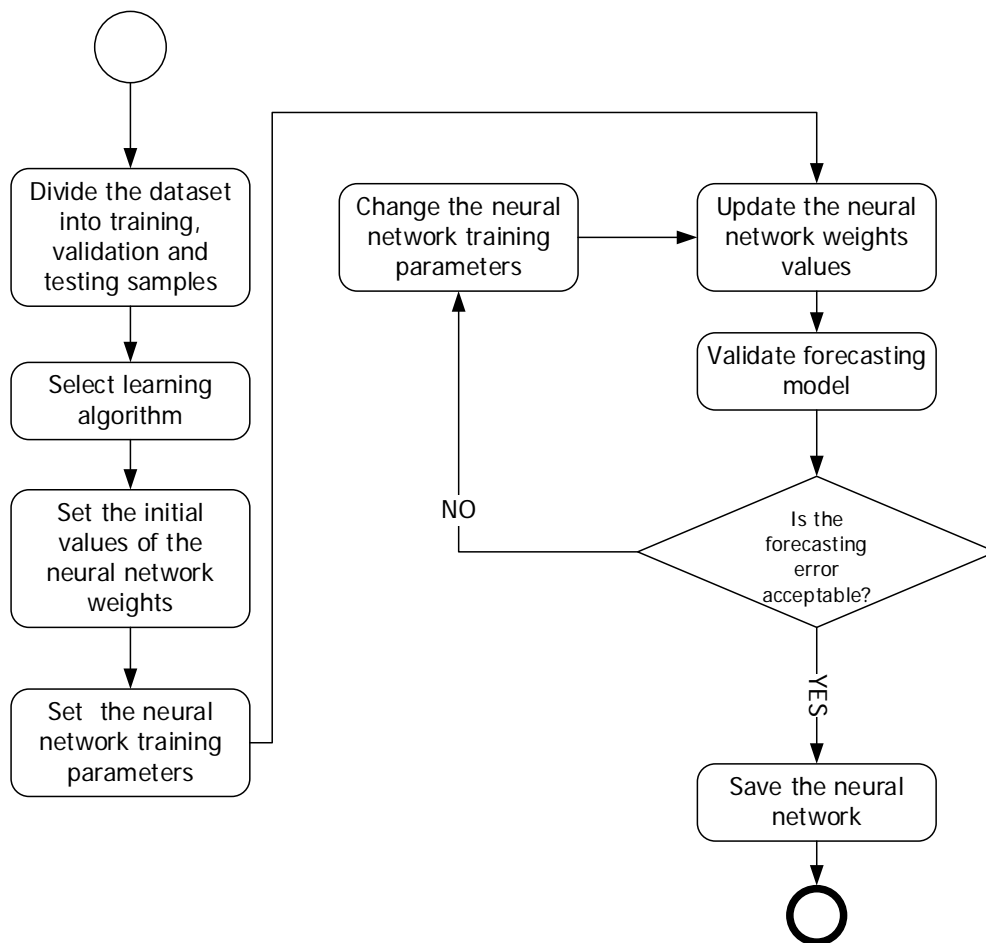 Divide the dataset
into training,
validation and
testing samples
Select learning
algorithm
Set the initial
values of the
neural network
weights
Set the neural
network training
parameters
Change the neural
network training
parameters
Update the neural
network weights
values
Validate forecasting
model
Is the
forecasting
error
acceptable?
NO
YES
Save the neural
network